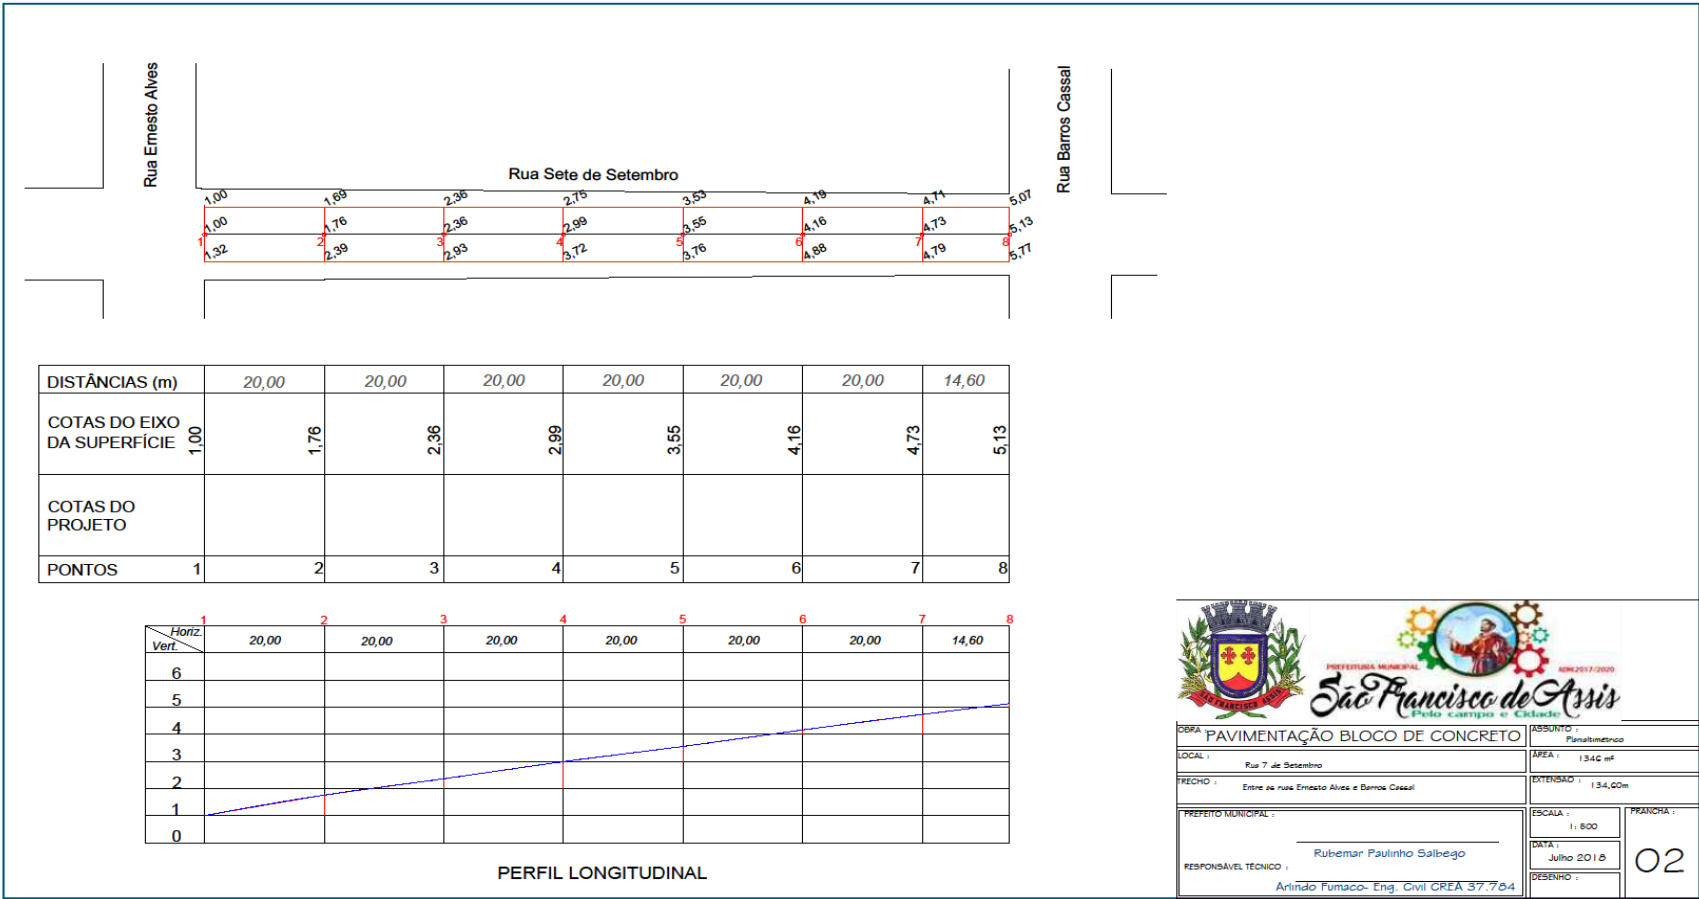 Rua Ernesto Alves
Rua Barros Cassal
Rua Sete de Setembro
1,00 1,69 2,36 2,75 3,53 4,19 4,71 5,07
1,00 1,76 2,36 2,99 3,55 4,16 4,73 5,13
1 2 3 4 5 6 7 8
1,32 2,39 2,93 3,72 3,76 4,88 4,79 5,77
DISTÂNCIAS (m) 20,00 20,00 20,00 20,00 20,00 20,00 14,60
COTAS DO EIXO
DA SUPERFÍCIE 1,00 1,76 2,36 2,99 3,55 4,16 4,73 5,13
COTAS DO
PROJETO
PONTOS 1 2 3 4 5 6 7 8
1 2 3 4 5 6 7 8
Horiz.
Vert. 20,00 20,00 20,00 20,00 20,00 20,00 14,60
6
5
4
3
2
1
0
PERFIL LONGITUDINAL
SÃO FRANCISCO ASSIS
PREFEITURA MUNICIPAL ADM 2017/2020
São Francisco de Assis
Pelo campo e Cidade
OBRA : PAVIMENTAÇÃO BLOCO DE CONCRETO
ASSUNTO :
Planaltimétrico
LOCAL :
Rua 7 de Setembro
ÁREA : 1346 m²
TRECHO :
Entre as ruas Ernesto Alves e Barros Cassal
EXTENSÃO : 134,60m
PREFEITO MUNICIPAL :
Rubemar Paulinho Salbego
RESPONSÁVEL TÉCNICO :
Arlindo Fumaco- Eng. Civil CREA 37.784
ESCALA :
1: 500
DATA :
Julho 2018
DESENHO :
PRANCHA :
02